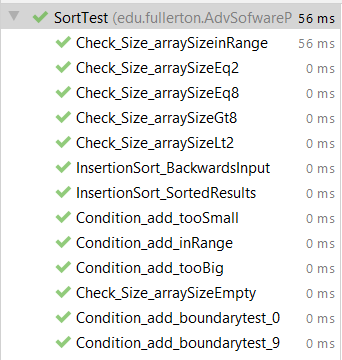 SortTest (edu.fullerton.AdvSofwareP 56 ms
Check_Size_arraySizeinRange 56 ms
Check_Size_arraySizeEq2 0 ms
Check_Size_arraySizeEq8 0 ms
Check_Size_arraySizeGt8 0 ms
Check_Size_arraySizeLt2 0 ms
InsertionSort_BackwardsInput 0 ms
InsertionSort_SortedResults 0 ms
Condition_add_tooSmall 0 ms
Condition_add_inRange 0 ms
Condition_add_tooBig 0 ms
Check_Size_arraySizeEmpty 0 ms
Condition_add_boundarytest_0 0 ms
Condition_add_boundarytest_9 0 ms